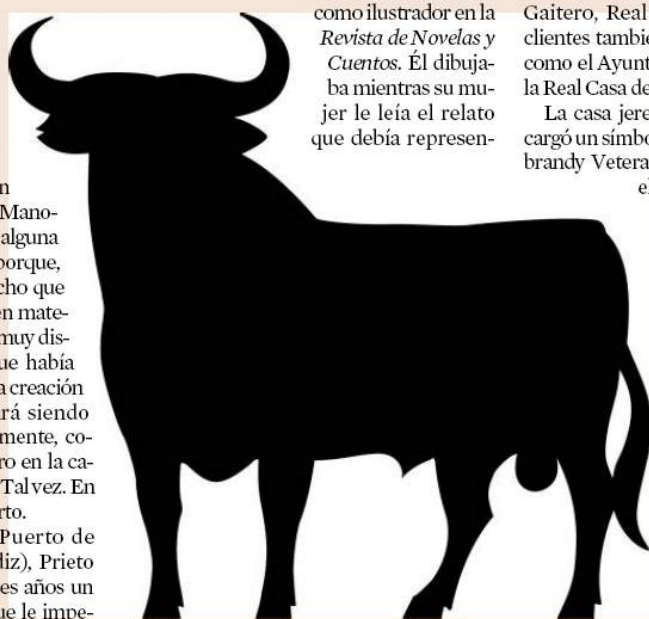 n
Mano-
alguna
porque,
cho que
en mate-
muy dis-
ue había
a creación
rá siendo
mente, co-
ro en la ca-
Tal vez. En
rto.
Puerto de
diz), Prieto
es años un
ue le impe-
como ilustrador en la
Revista de Novelas y
Cuentos. Él dibuja-
ba mientras su mu-
jer le leía el relato
que debía represen-
Gaitero, Real
clientes tambié
como el Ayunt
la Real Casa de
La casa jere
cargó un símbo
brandy Vetera
el